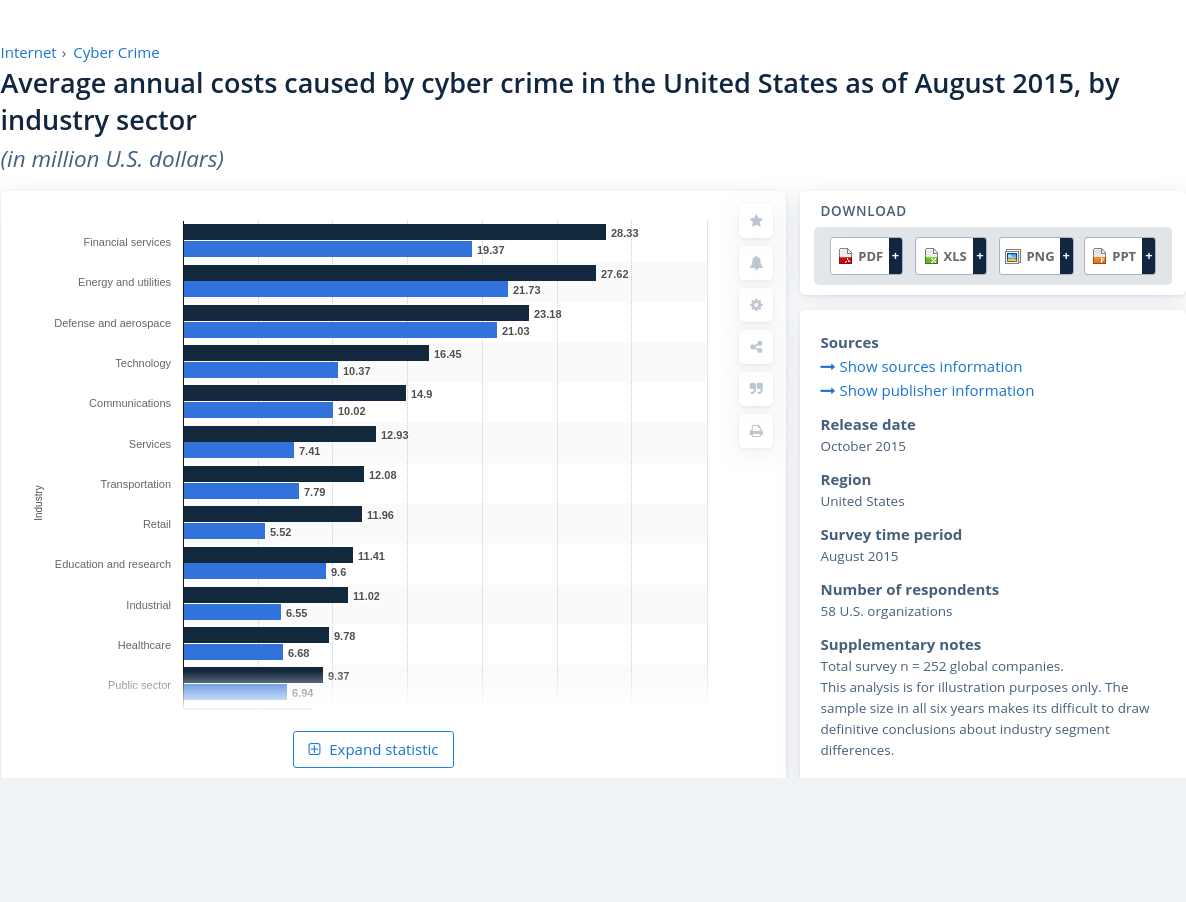 Internet › Cyber Crime
Average annual costs caused by cyber crime in the United States as of August 2015, by
industry sector
(in million U.S. dollars)
Industry
Financial services
28.33
19.37
Energy and utilities
27.62
21.73
Defense and aerospace
23.18
21.03
Technology
16.45
10.37
Communications
14.9
10.02
Services
12.93
7.41
Transportation
12.08
7.79
Retail
11.96
5.52
Education and research
11.41
9.6
Industrial
11.02
6.55
Healthcare
9.78
6.68
Public sector
9.37
6.94
Expand statistic
DOWNLOAD
PDF + XLS + PNG + PPT +
Sources
Show sources information
Show publisher information
Release date
October 2015
Region
United States
Survey time period
August 2015
Number of respondents
58 U.S. organizations
Supplementary notes
Total survey n = 252 global companies.
This analysis is for illustration purposes only. The
sample size in all six years makes its difficult to draw
definitive conclusions about industry segment
differences.